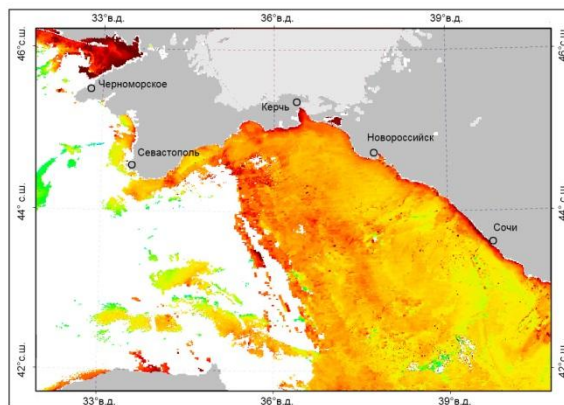 33°в.д. 36°в.д. 39°в.д.
46°с.ш. 46°с.ш.
Черноморское
Керчь
Новороссийск
Севастополь
44° с.ш. 44°с.ш.
Сочи
42°с.ш. 42°с.ш.
33°в.д. 36°в.д. 39°в.д.